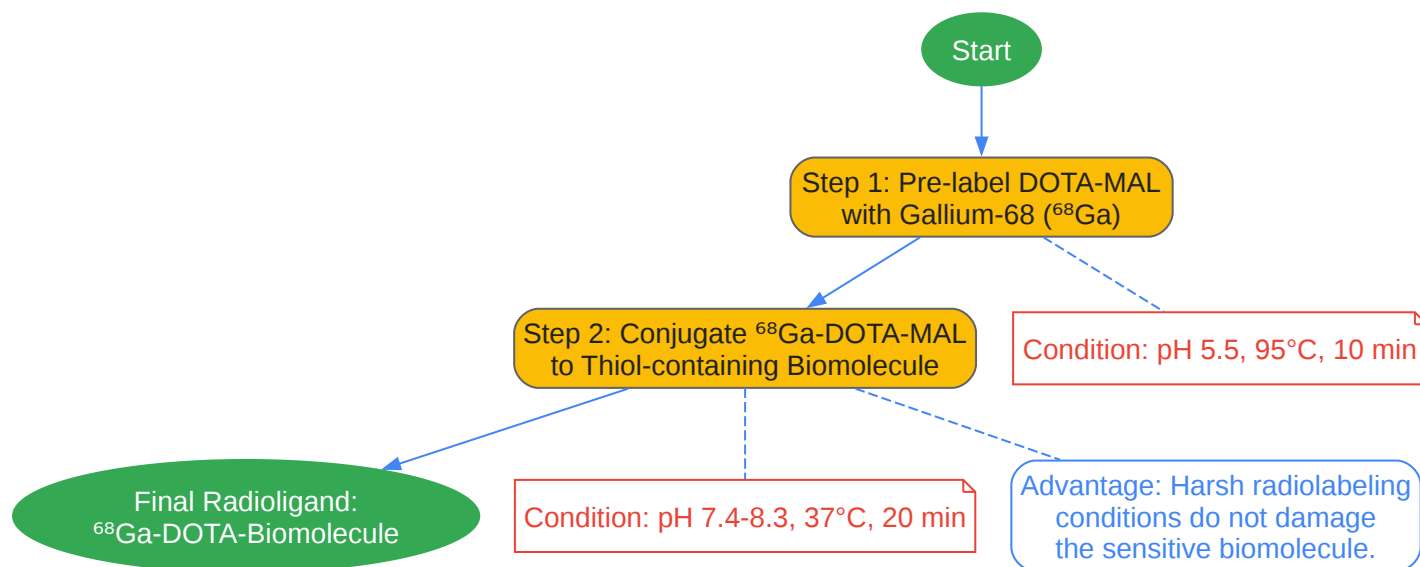 Start
Step 1: Pre-label DOTA-MAL
with Gallium-68 (⁶⁸Ga)
Step 2: Conjugate ⁶⁸Ga-DOTA-MAL
to Thiol-containing Biomolecule
Condition: pH 5.5, 95°C, 10 min
Final Radioligand:
⁶⁸Ga-DOTA-Biomolecule
Condition: pH 7.4-8.3, 37°C, 20 min
Advantage: Harsh radiolabeling
conditions do not damage
the sensitive biomolecule.